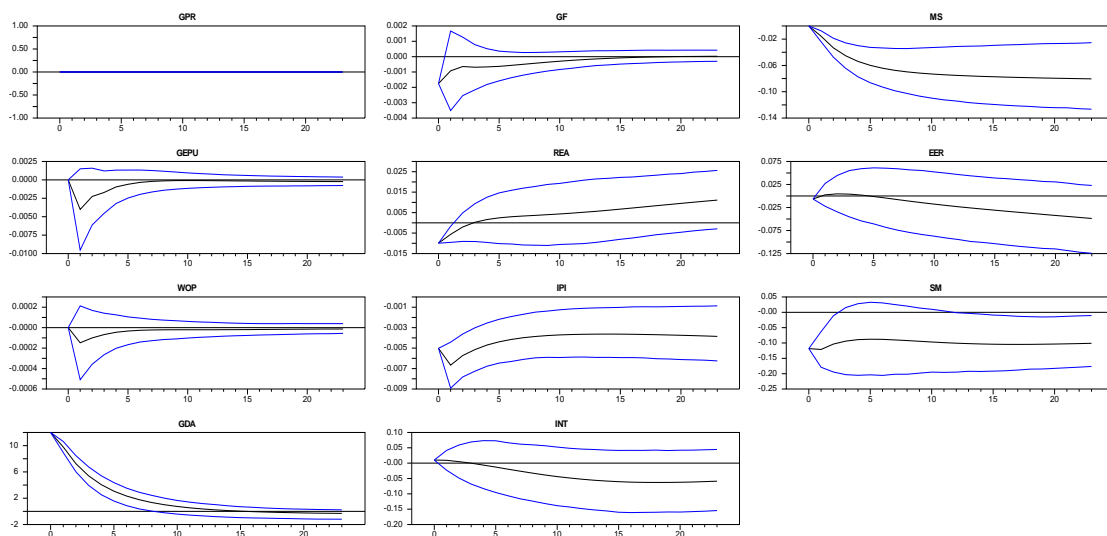 GPR
1.00
0.50
0.00
-0.50
-1.00
0 5 10 15 20
GF
0.002
0.001
0.000
-0.001
-0.002
-0.003
-0.004
0 5 10 15 20
MS
-0.02
-0.06
-0.10
-0.14
0 5 10 15 20
GEPU
0.0025
0.0000
-0.0025
-0.0050
-0.0075
-0.0100
0 5 10 15 20
REA
0.025
0.015
0.005
-0.005
-0.015
0 5 10 15 20
EER
0.075
0.025
-0.025
-0.075
-0.125
0 5 10 15 20
WOP
0.0002
-0.0000
-0.0002
-0.0004
-0.0006
0 5 10 15 20
IPI
-0.001
-0.003
-0.005
-0.007
-0.009
0 5 10 15 20
SM
0.05
-0.00
-0.05
-0.10
-0.15
-0.20
-0.25
0 5 10 15 20
GDA
10
6
2
-2
0 5 10 15 20
INT
0.10
0.05
-0.00
-0.05
-0.10
-0.15
-0.20
0 5 10 15 20